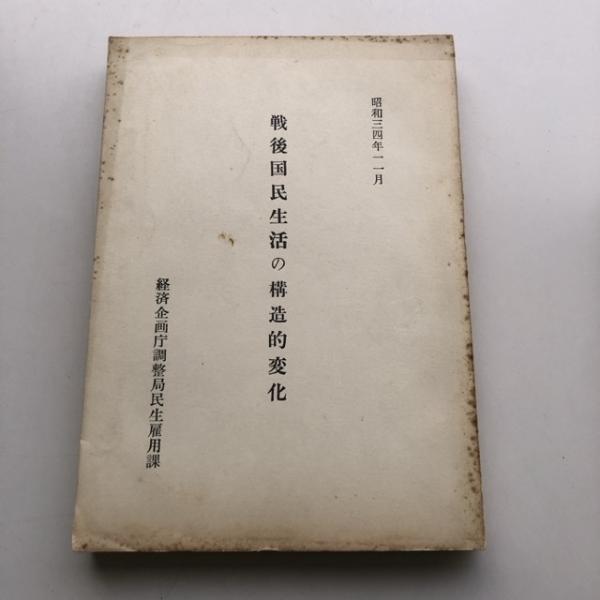 昭和三四年一一月
戦後国民生活の構造的変化
経済企画庁調整局民生雇用課